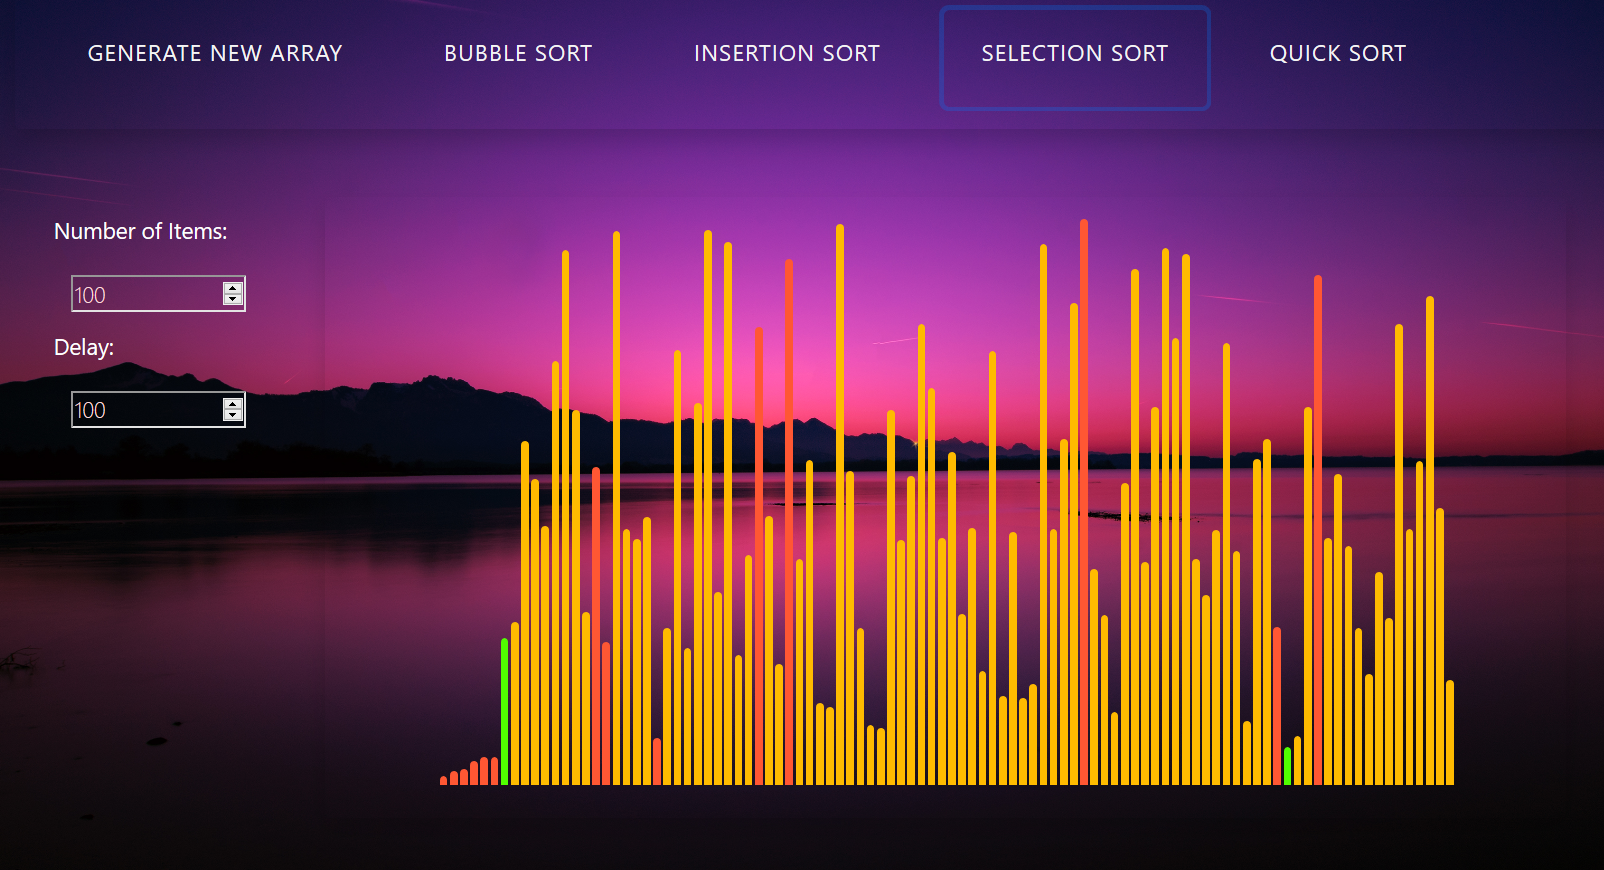 GENERATE NEW ARRAY BUBBLE SORT INSERTION SORT SELECTION SORT QUICK SORT
Number of Items:
100
Delay:
100